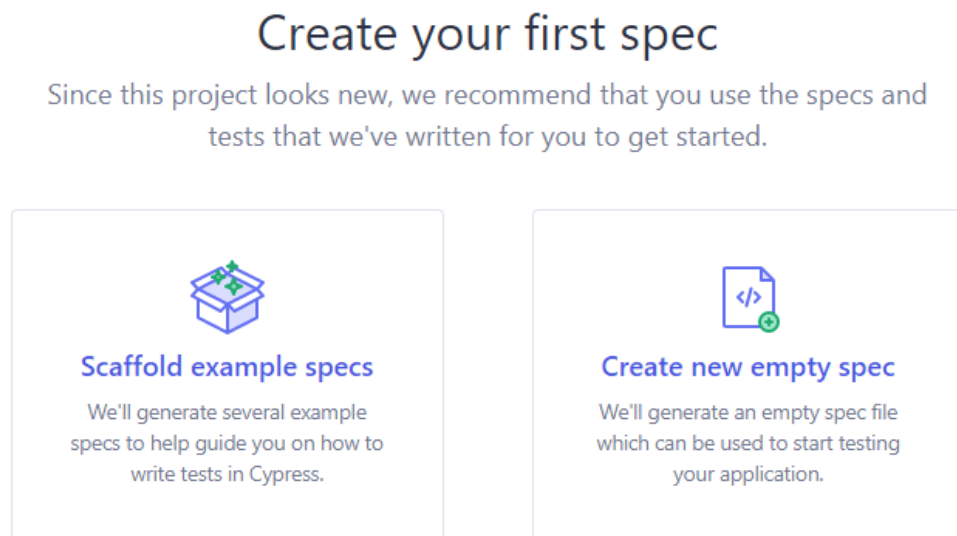 Create your first spec
Since this project looks new, we recommend that you use the specs and
tests that we've written for you to get started.
Scaffold example specs
We'll generate several example
specs to help guide you on how to
write tests in Cypress.
</>
Create new empty spec
We'll generate an empty spec file
which can be used to start testing
your application.